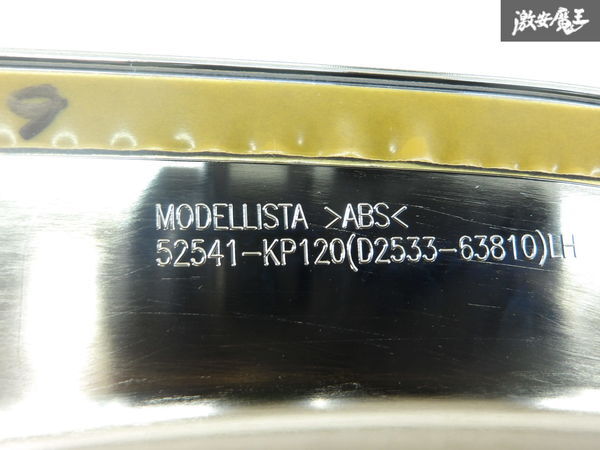 激安魔王
9
MODELLISTA >ABS<
52541-KP120(D2533-63810)LH